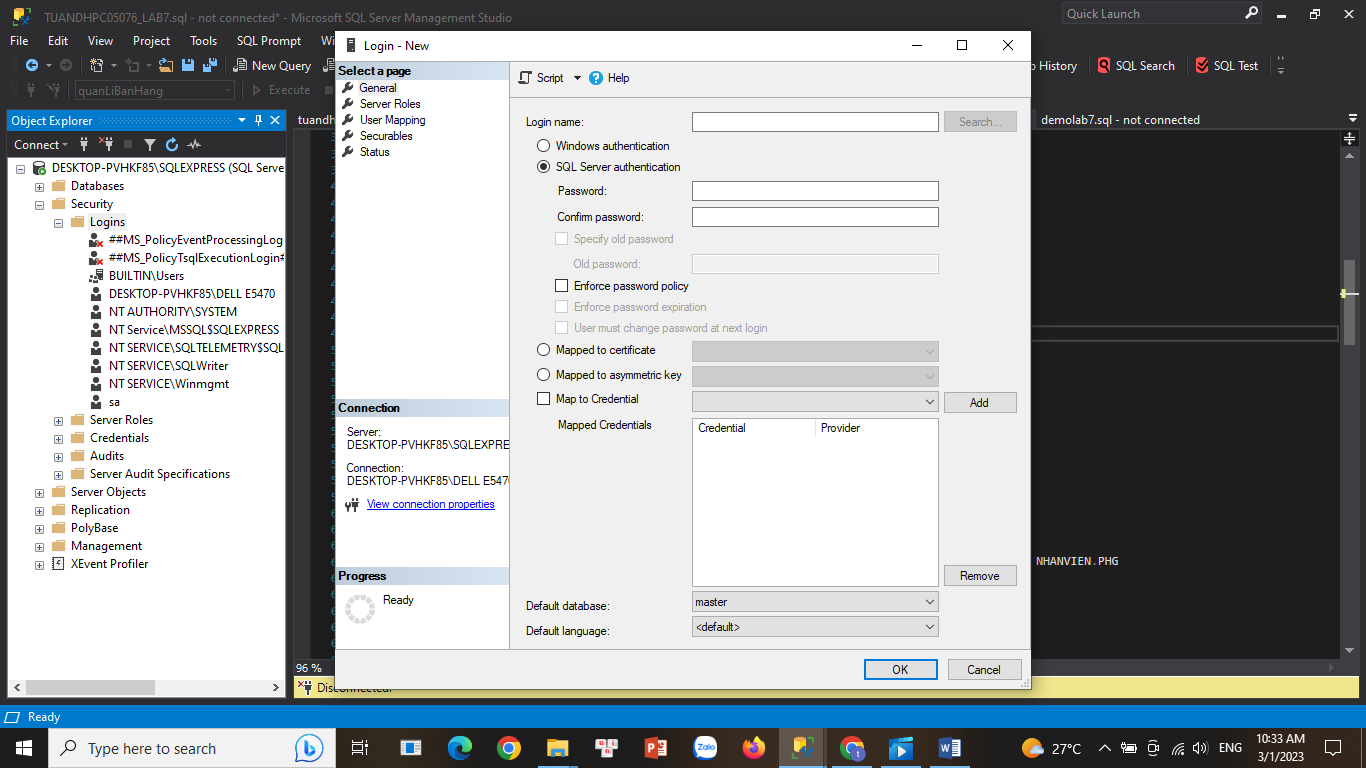 TUANDHPC05076_LAB7.sql - not connected* - Microsoft SQL Server Management Studio
Quick Launch
File Edit View Project Tools SQL Prompt Wi
New Query
History SQL Search SQL Test
quanLiBanHang
Execute
Object Explorer
tuandh
demolab7.sql - not connected
Connect
DESKTOP-PVHKF85\SQLEXPRESS (SQL Serve
Databases
Security
Logins
##MS_PolicyEventProcessingLog
##MS_PolicyTsqlExecutionLogin#
BUILTIN\Users
DESKTOP-PVHKF85\DELL E5470
NT AUTHORITY\SYSTEM
NT Service\MSSQL$SQLEXPRESS
NT SERVICE\SQLTELEMETRY$SQL
NT SERVICE\SQLWriter
NT SERVICE\Winmgmt
sa
Server Roles
Credentials
Audits
Server Audit Specifications
Server Objects
Replication
PolyBase
Management
XEvent Profiler
Login - New
Select a page
General
Server Roles
User Mapping
Securables
Status
Connection
Server:
DESKTOP-PVHKF85\SQLEXPRE
Connection:
DESKTOP-PVHKF85\DELL E547
View connection properties
Progress
Ready
Script Help
Login name:
Search...
Windows authentication
SQL Server authentication
Password:
Confirm password:
Specify old password
Old password:
Enforce password policy
Enforce password expiration
User must change password at next login
Mapped to certificate
Mapped to asymmetric key
Map to Credential
Add
Mapped Credentials
Credential Provider
Remove
Default database: master
Default language: <default>
OK Cancel
NHANVIEN.PHG
96 %
Disconnected.
Ready
Type here to search
27°C
ENG
10:33 AM
3/1/2023